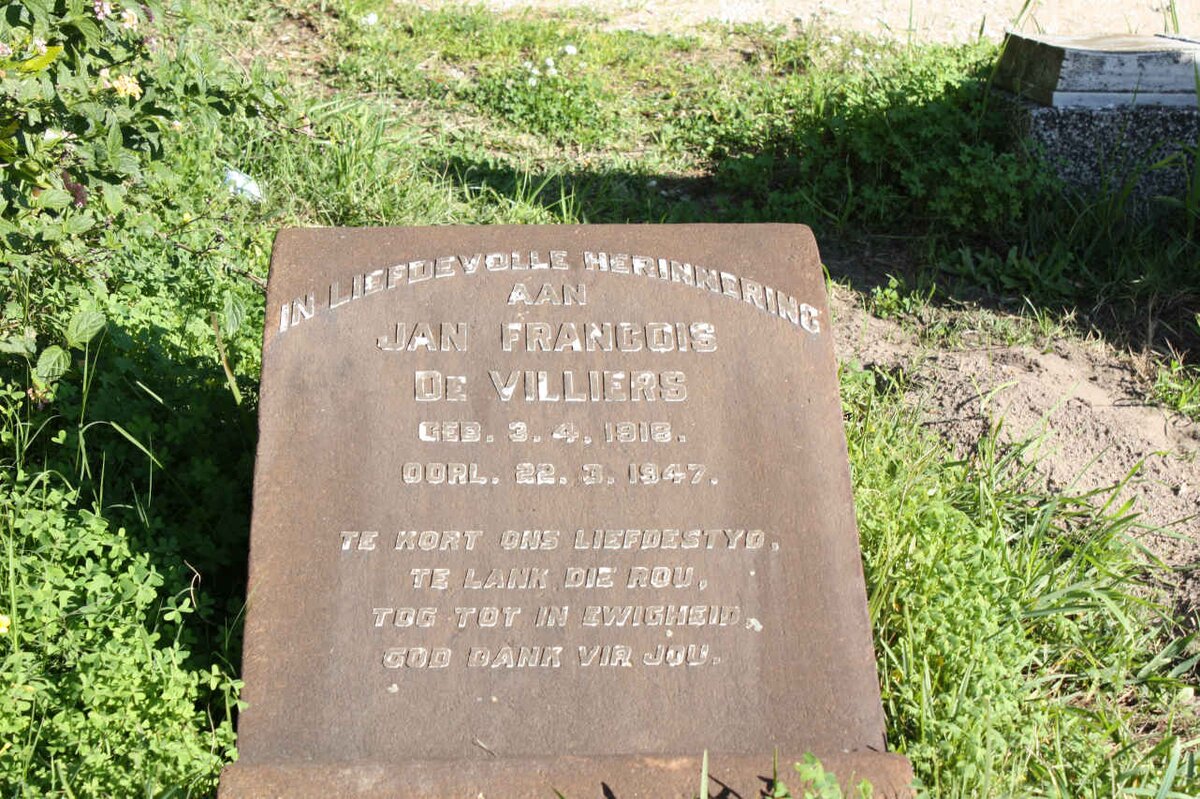 IN LIEFDEVOLLE HERINNERING
AAN
JAN FRANCOIS
DE VILLIERS
GEB. 3. 4. 1918.
OORL. 22. 3. 1947.
TE KORT ONS LIEFDESTYD,
TE LANK DIE ROU,
TOG TOT IN EWIGHEID,
GOD DANK VIR JOU.